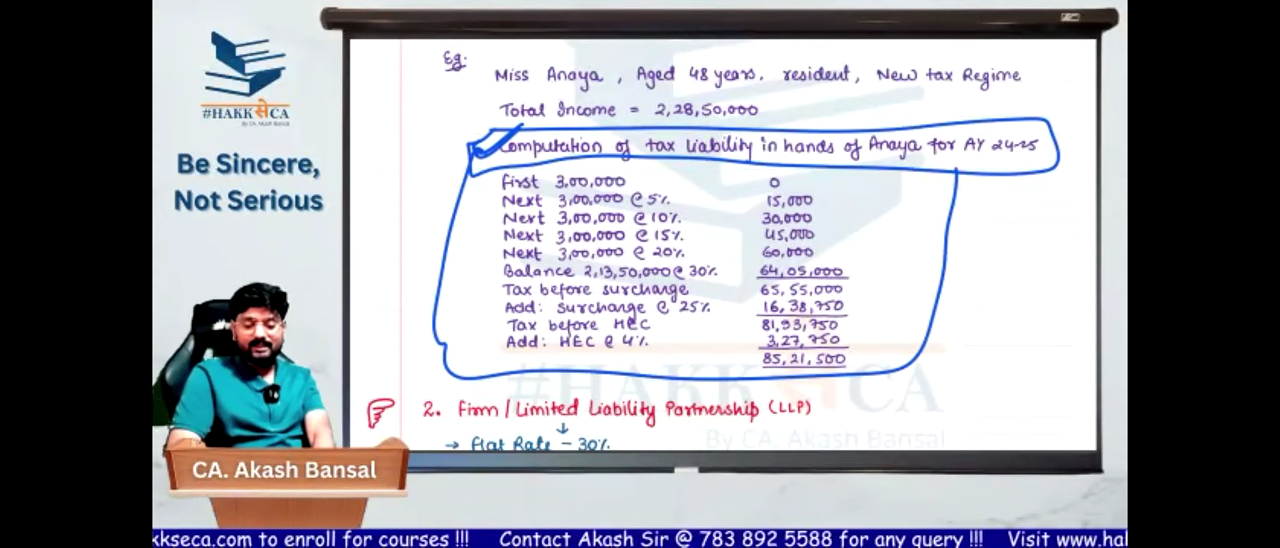 Eg:
Miss Anaya, Aged 48 years, resident, New tax Regime
Total Income = 2,28,50,000
Computation of tax liability in hands of Anaya for AY 24-25
First 3,00,000 0
Next 3,00,000 @ 5% 15,000
Next 3,00,000 @ 10% 30,000
Next 3,00,000 @ 15% 45,000
Next 3,00,000 @ 20% 60,000
Balance 2,13,50,000 @ 30% 64,05,000
Tax before surcharge 65,55,000
Add: surcharge @ 25% 16,38,750
Tax before HEC 81,93,750
Add: HEC @ 4% 3,27,750
85,21,500
2. Firm / Limited Liability Partnership (LLP)
↓
→ Flat Rate – 30%
#HAKKसेCA
By CA. Akash Bansal
#HAKKसेCA
By CA. Akash Bansal
Be Sincere,
Not Serious
CA. Akash Bansal
kkseca.com to enroll for courses !!! Contact Akash Sir @ 783 892 5588 for any query !!! Visit www.hal